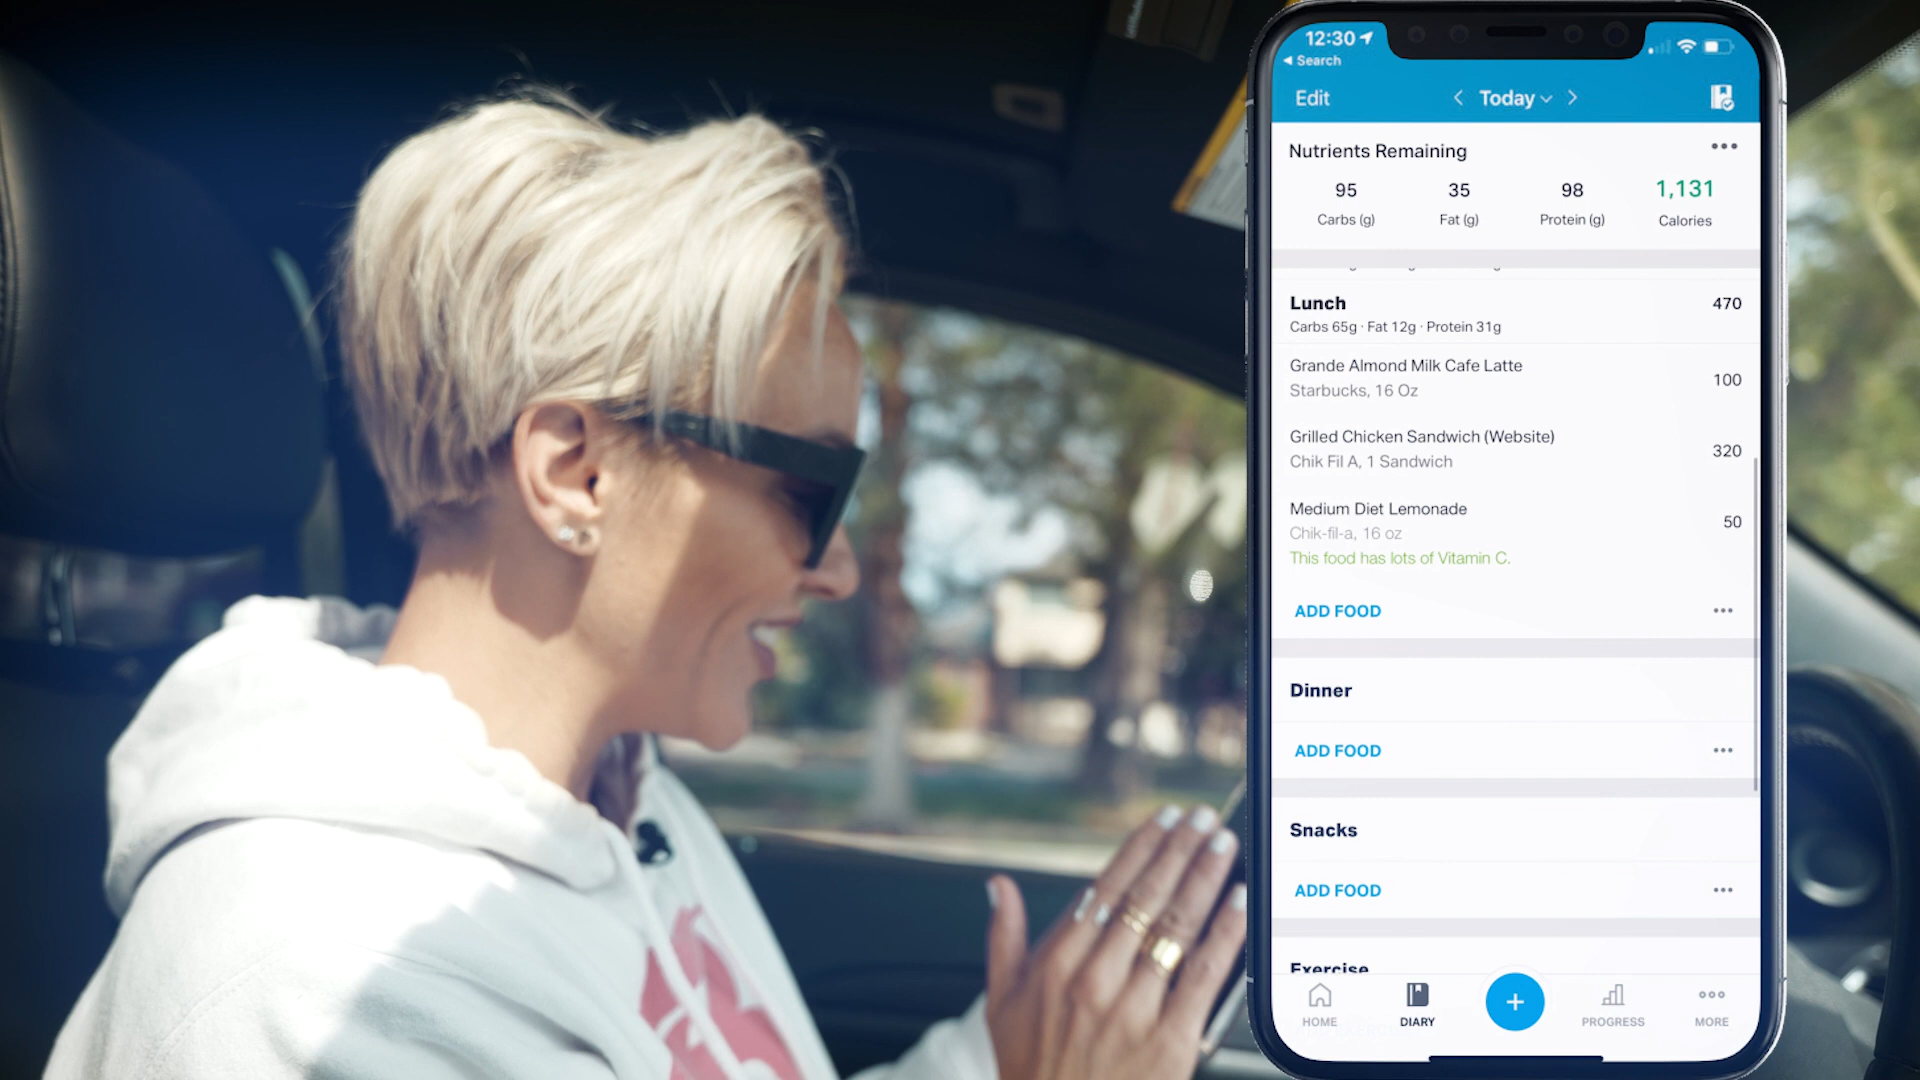 12:30
Search
Edit
Today
Nutrients Remaining
95
35
98
1,131
Carbs (g)
Fat (g)
Protein (g)
Calories
Lunch
470
Carbs 65g · Fat 12g · Protein 31g
Grande Almond Milk Cafe Latte
Starbucks, 16 Oz
100
Grilled Chicken Sandwich (Website)
Chik Fil A, 1 Sandwich
320
Medium Diet Lemonade
Chik-fil-a, 16 oz
50
This food has lots of Vitamin C.
ADD FOOD
Dinner
ADD FOOD
Snacks
ADD FOOD
Exercise
HOME
DIARY
PROGRESS
MORE